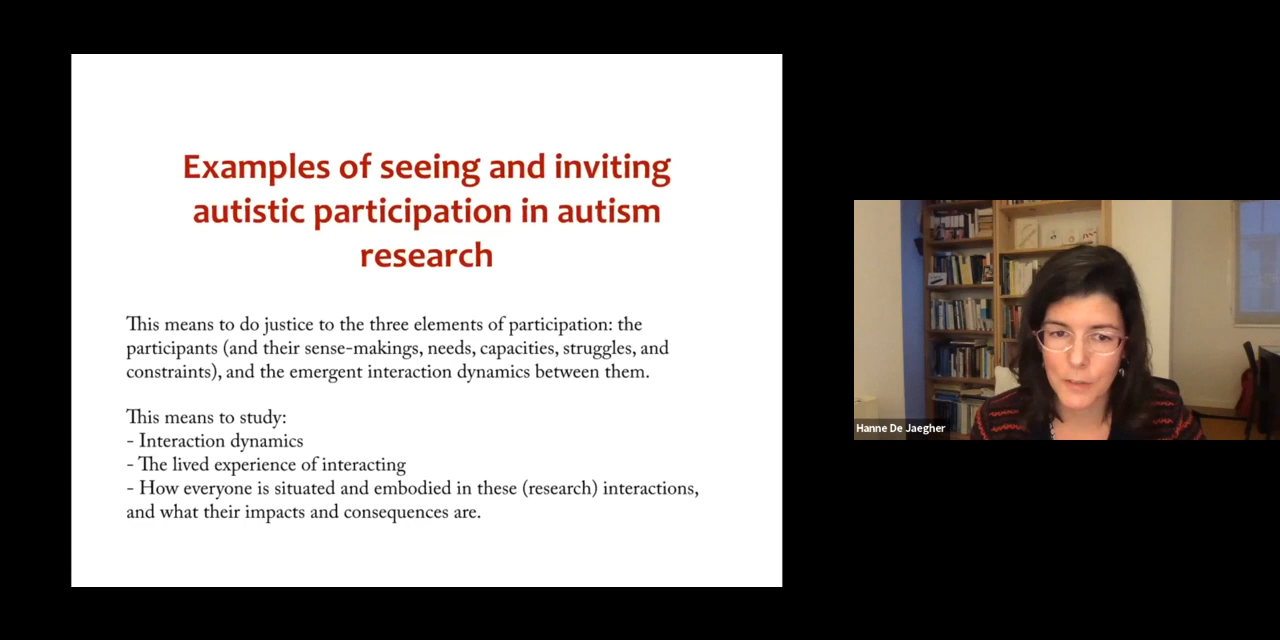 Examples of seeing and inviting
autistic participation in autism
research
This means to do justice to the three elements of participation: the
participants (and their sense-makings, needs, capacities, struggles, and
constraints), and the emergent interaction dynamics between them.
This means to study:
- Interaction dynamics
- The lived experience of interacting
- How everyone is situated and embodied in these (research) interactions,
and what their impacts and consequences are.
Hanne De Jaegher